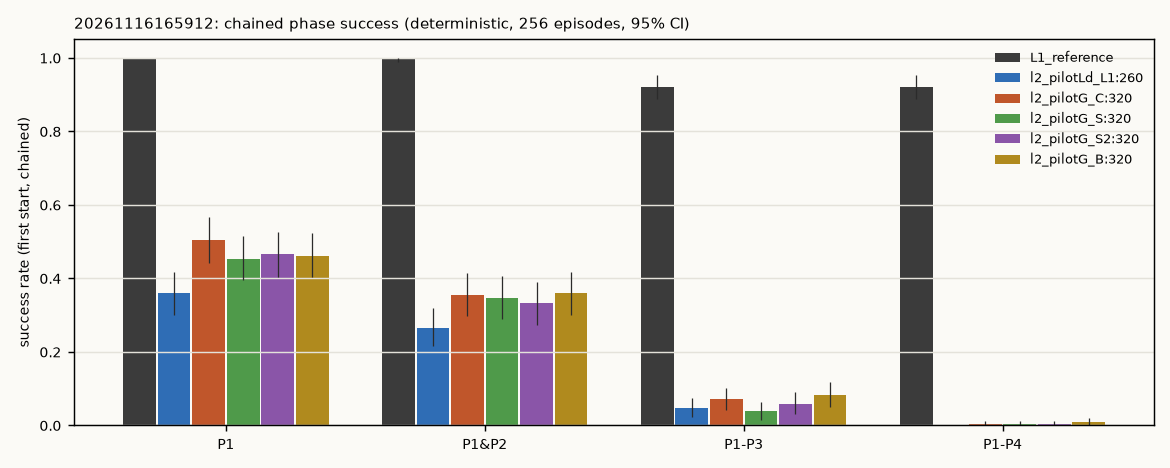 20261116165912: chained phase success (deterministic, 256 episodes, 95% CI)
success rate (first start, chained)
1.0
0.8
0.6
0.4
0.2
0.0
P1
P1&P2
P1-P3
P1-P4
L1_reference
l2_pilotLd_L1:260
l2_pilotG_C:320
l2_pilotG_S:320
l2_pilotG_S2:320
l2_pilotG_B:320